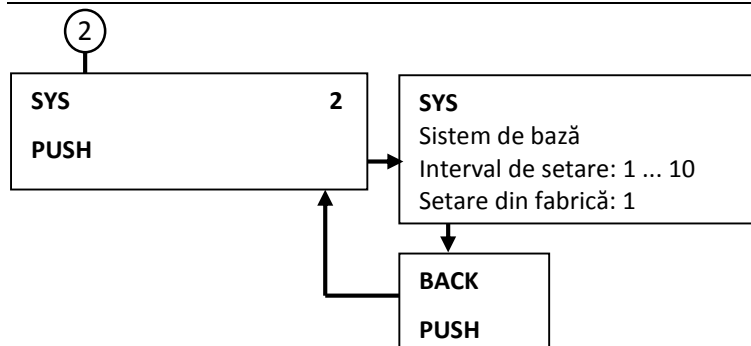 2
SYS 2
PUSH
SYS
Sistem de bază
Interval de setare: 1 ... 10
Setare din fabrică: 1
BACK
PUSH